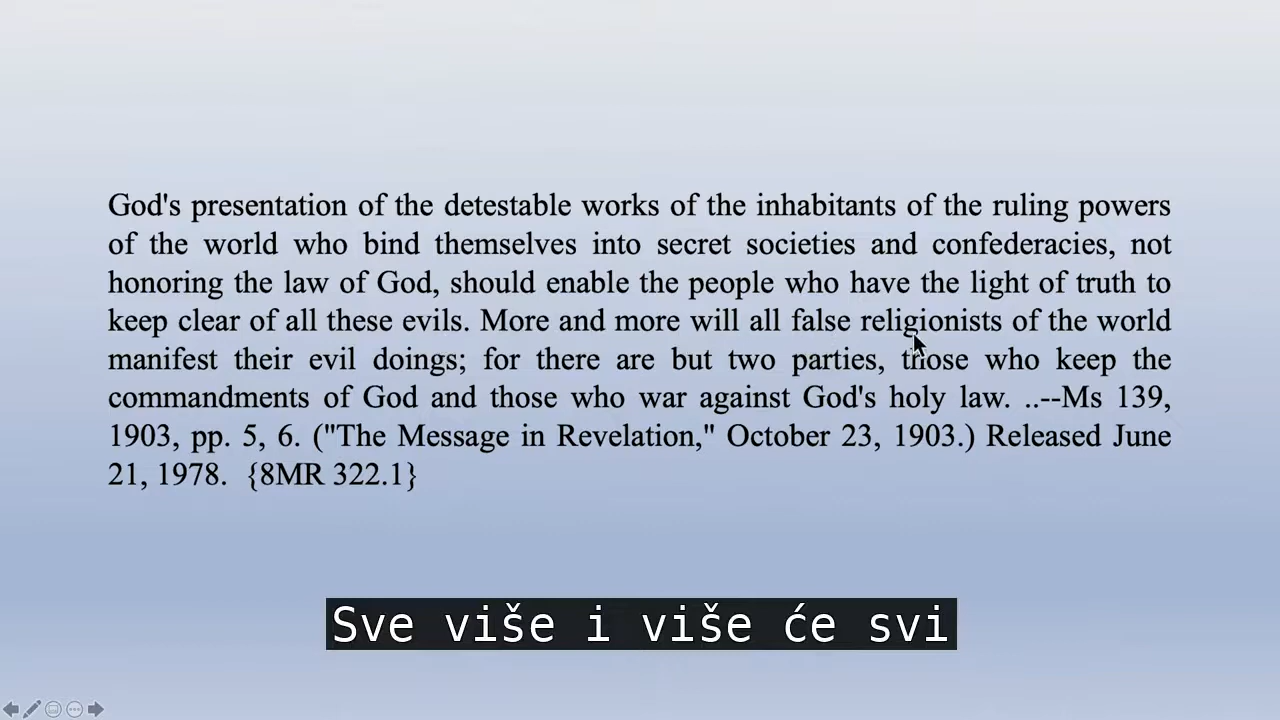 God's presentation of the detestable works of the inhabitants of the ruling powers
of the world who bind themselves into secret societies and confederacies, not
honoring the law of God, should enable the people who have the light of truth to
keep clear of all these evils. More and more will all false religionists of the world
manifest their evil doings; for there are but two parties, those who keep the
commandments of God and those who war against God's holy law. ..--Ms 139,
1903, pp. 5, 6. ("The Message in Revelation," October 23, 1903.) Released June
21, 1978. {8MR 322.1}
Sve više i više će svi